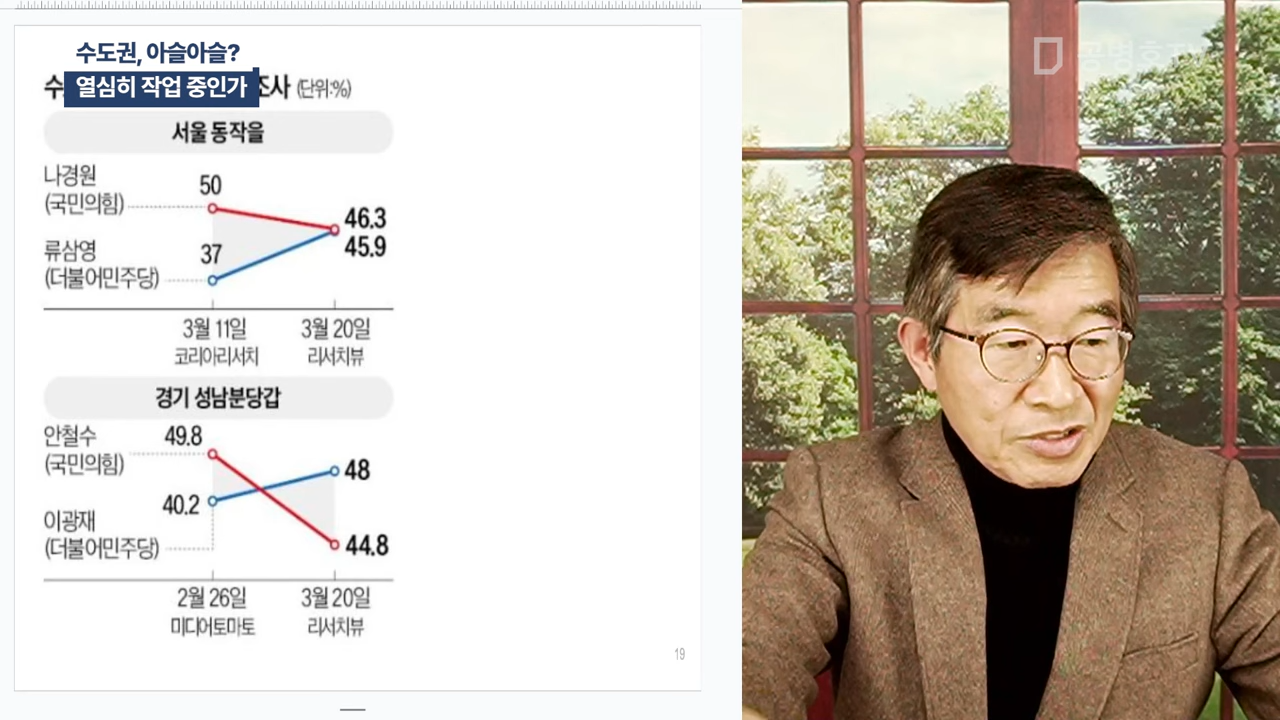 수도권, 아슬아슬?
열심히 작업 중인가
수 조사 (단위:%)
서울 동작을
나경원
(국민의힘)
50
46.3
류삼영
(더불어민주당)
37
45.9
3월 11일
코리아리서치
3월 20일
리서치뷰
경기 성남분당갑
안철수
(국민의힘)
49.8
48
40.2
이광재
(더불어민주당)
44.8
2월 26일
미디어토마토
3월 20일
리서치뷰
19